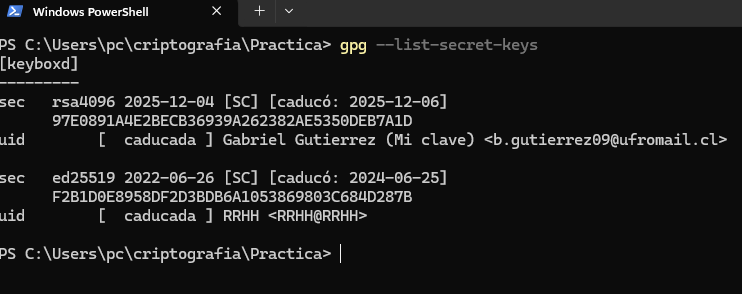 Windows PowerShell
PS C:\Users\pc\criptografia\Practica> gpg --list-secret-keys
[keyboxd]
---------
sec   rsa4096 2025-12-04 [SC] [caducó: 2025-12-06]
      97E0891A4E2BECB36939A262382AE5350DEB7A1D
uid        [  caducada ] Gabriel Gutierrez (Mi clave) <b.gutierrez09@ufromail.cl>
sec   ed25519 2022-06-26 [SC] [caducó: 2024-06-25]
      F2B1D0E8958DF2D3BDB6A1053869803C684D287B
uid        [  caducada ] RRHH <RRHH@RRHH>
PS C:\Users\pc\criptografia\Practica>